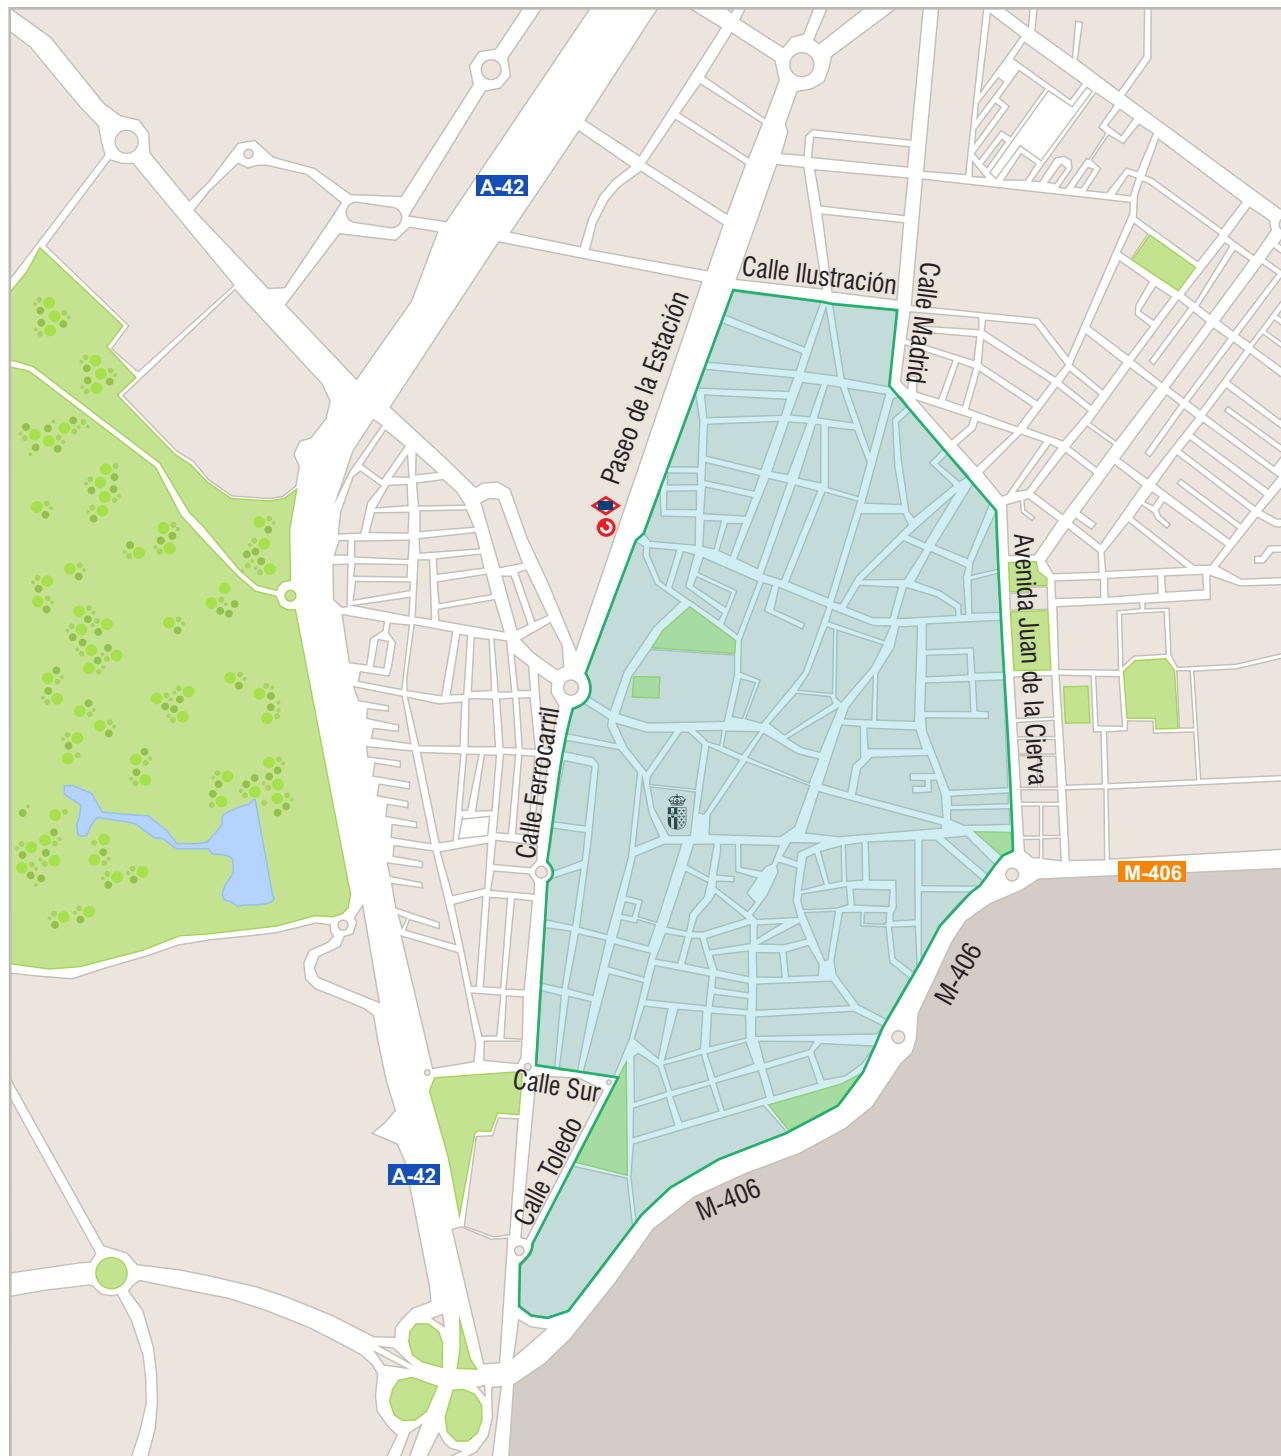 A-42
Calle Ilustración
Calle Madrid
Paseo de la Estación
Avenida Juan de la Cierva
Calle Ferrocarril
M-406
M-406
Calle Sur
Calle Toledo
A-42
M-406